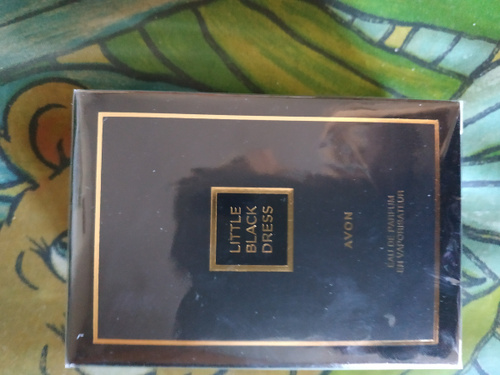 LITTLE
BLACK
DRESS
AVON
EAU DE PARFUM
EN VAPORISATEUR